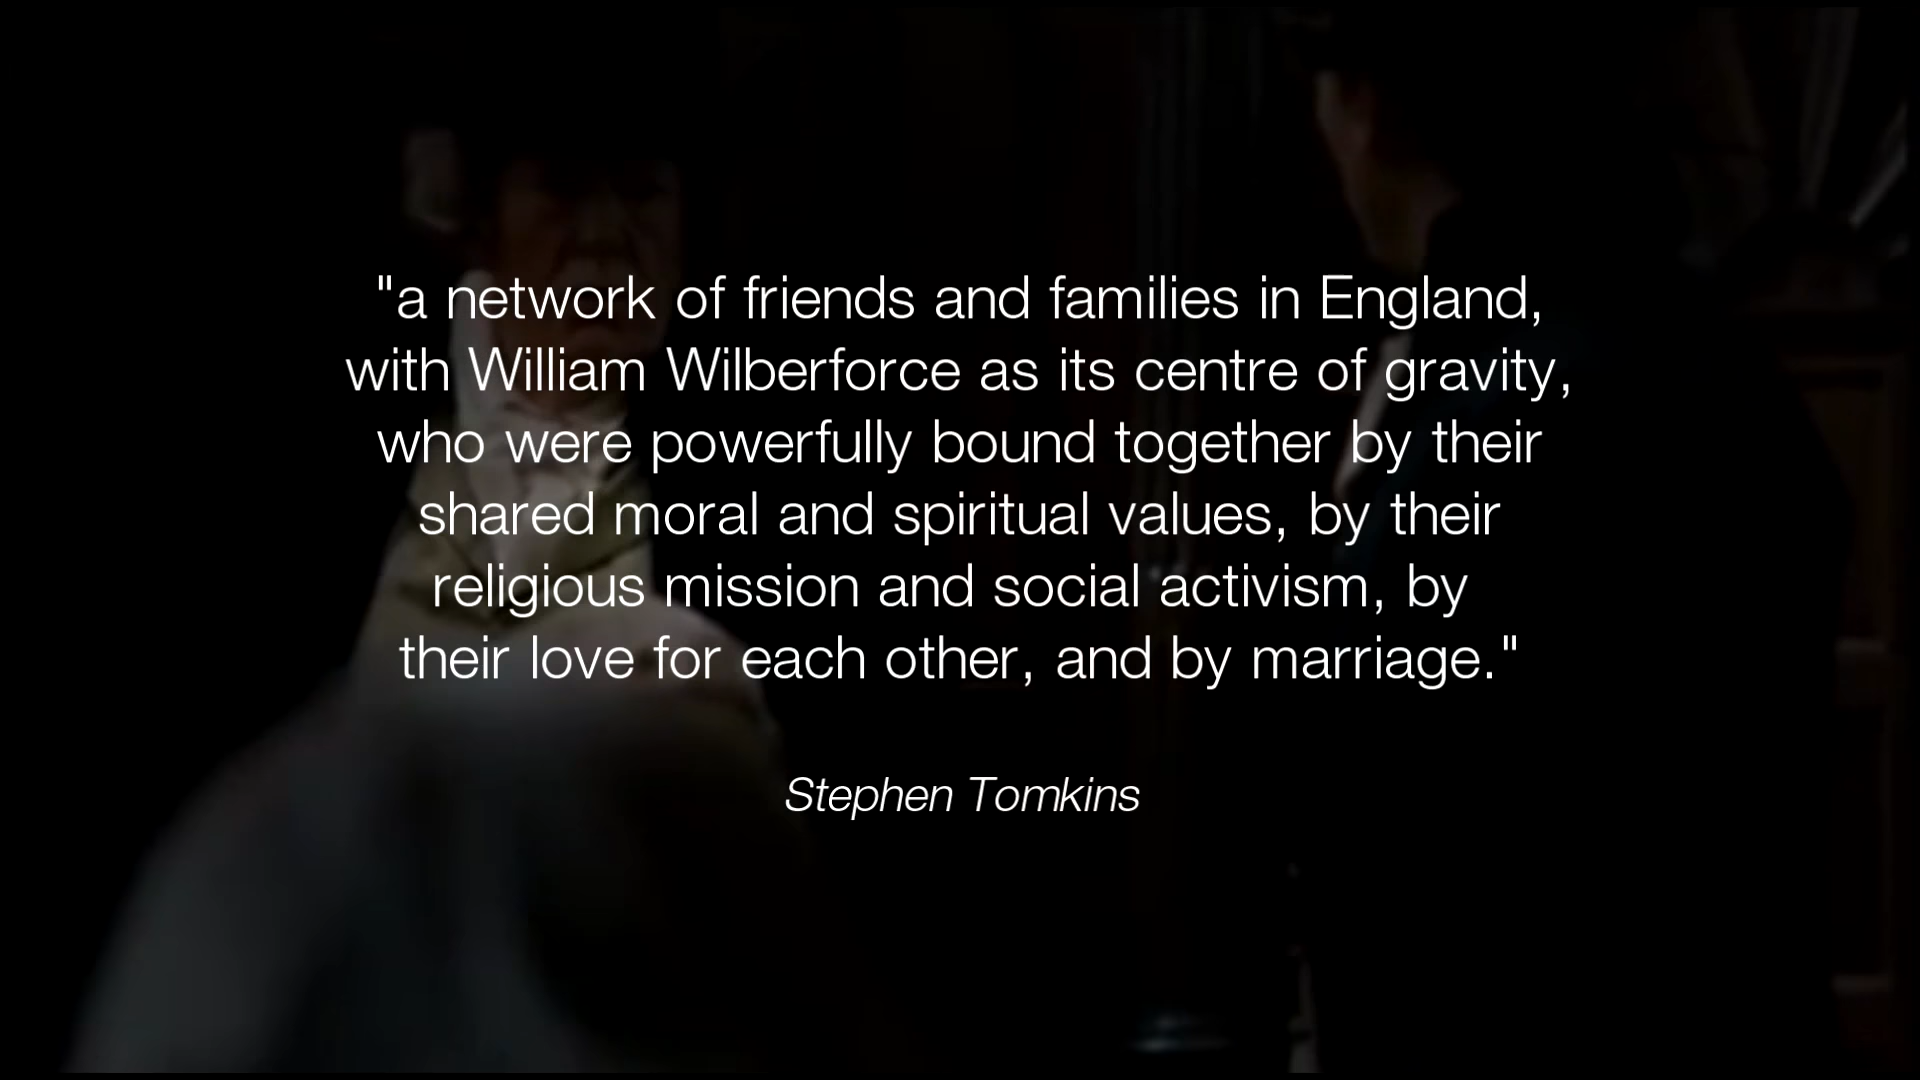 "a network of friends and families in England,
with William Wilberforce as its centre of gravity,
who were powerfully bound together by their
shared moral and spiritual values, by their
religious mission and social activism, by
their love for each other, and by marriage."
Stephen Tomkins